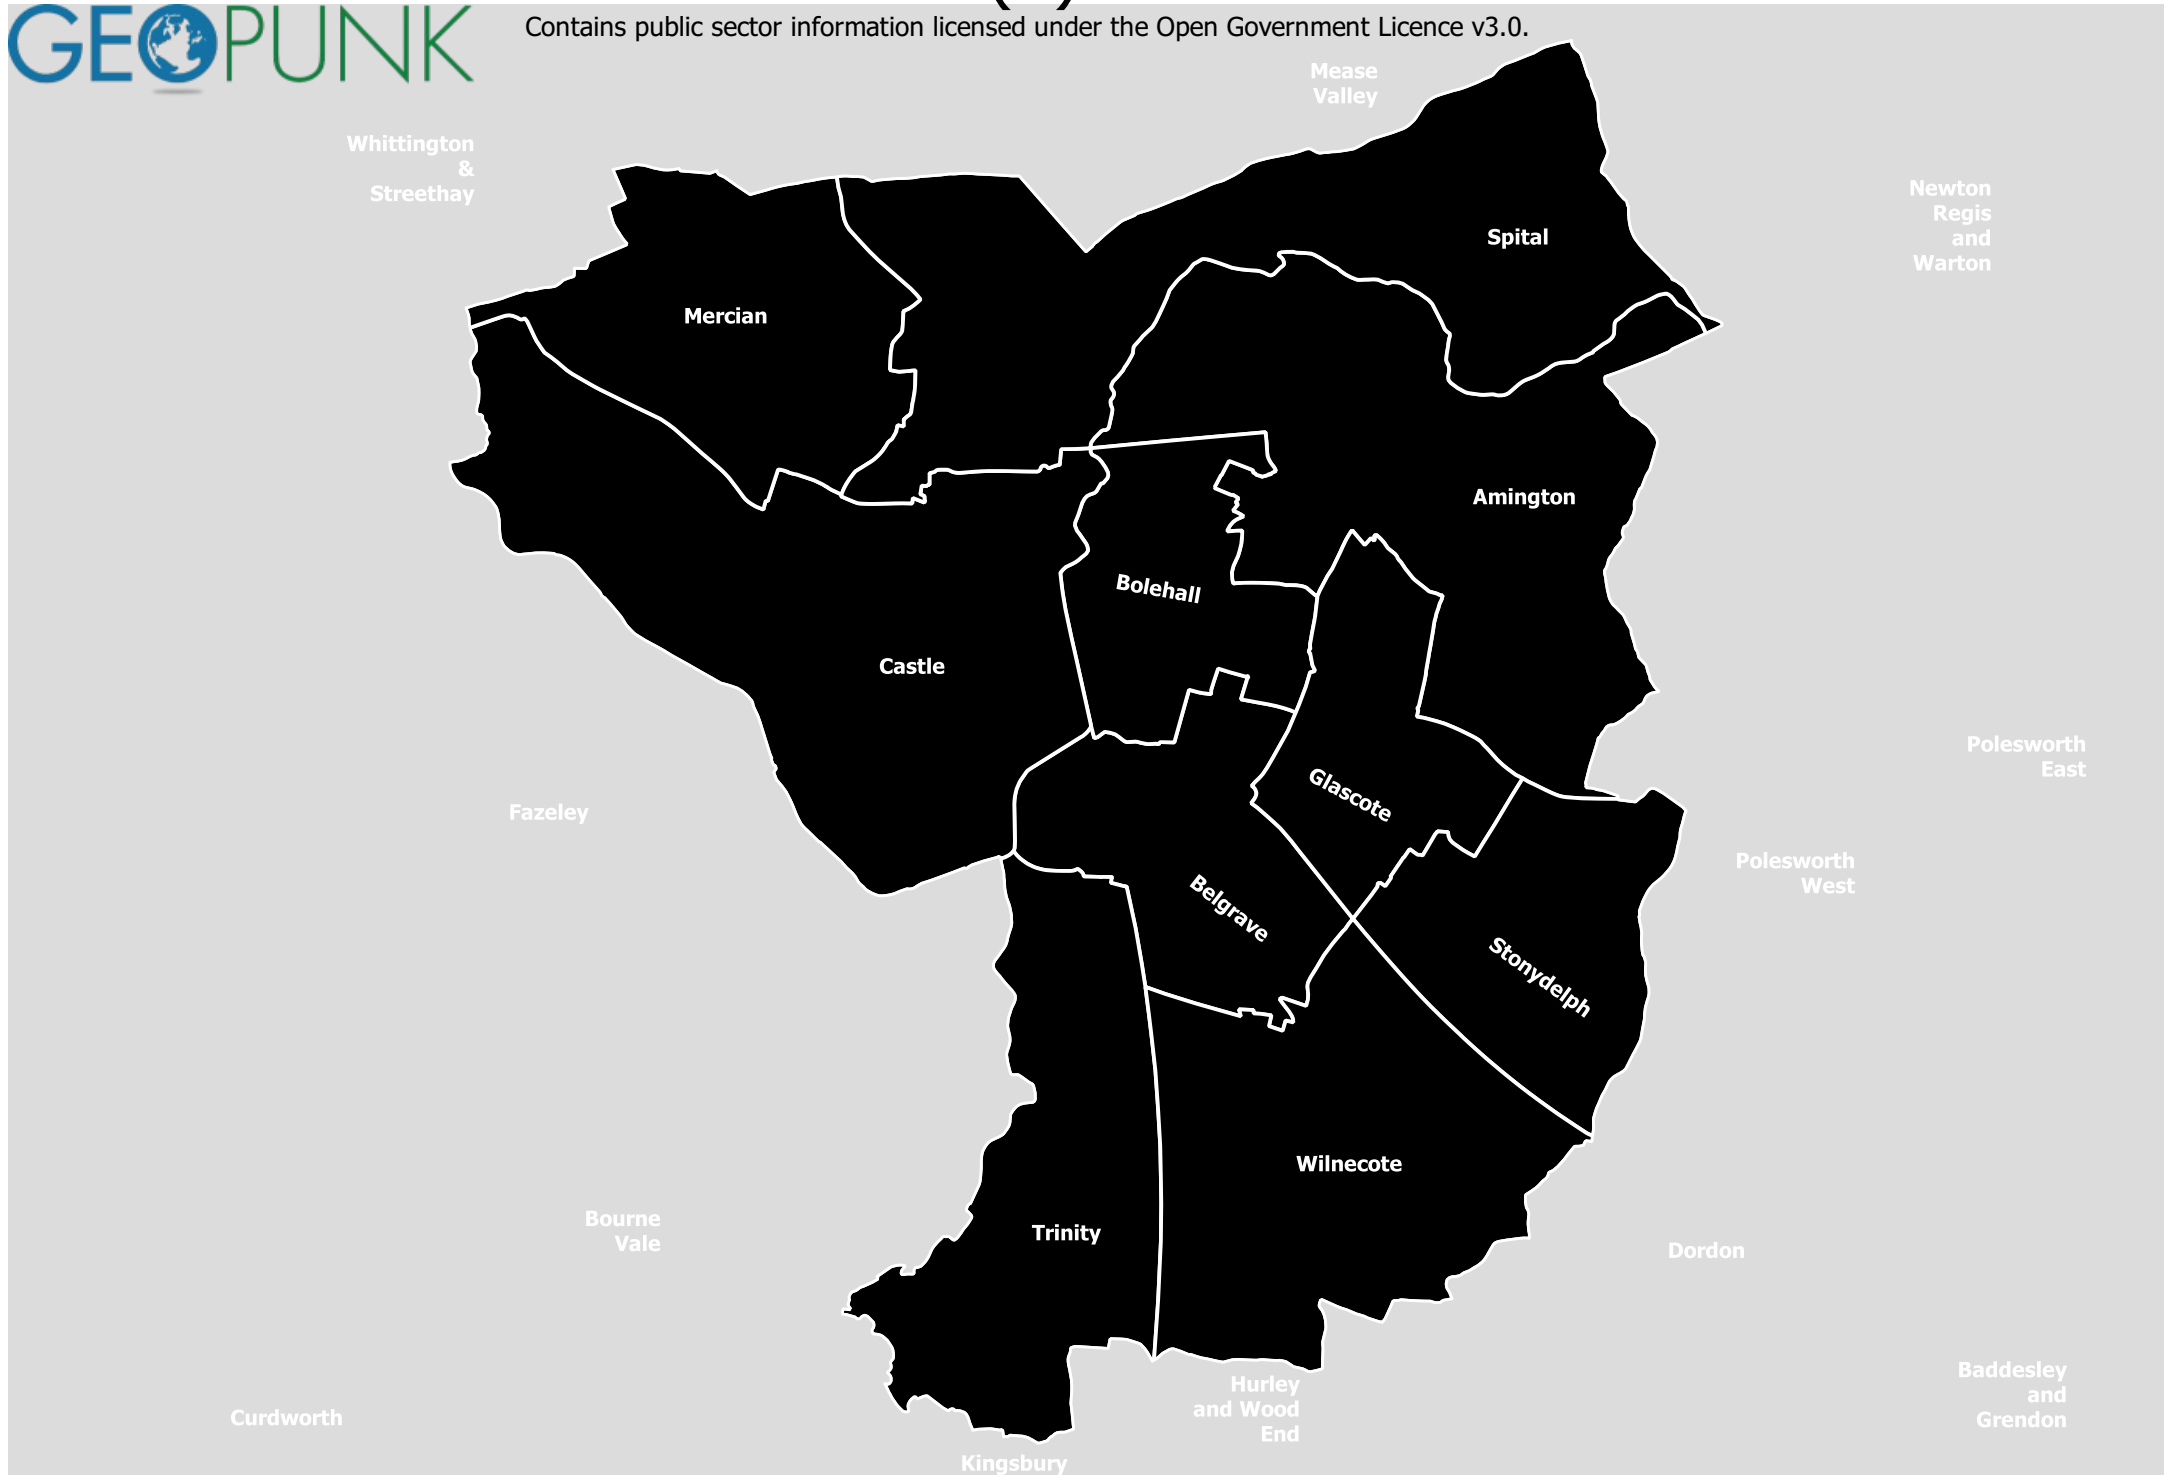 GEOPUNK
Contains public sector information licensed under the Open Government Licence v3.0.
Mease
Valley
Whittington
&
Streethay
Newton
Regis
and
Warton
Spital
Mercian
Amington
Bolehall
Castle
Polesworth
East
Glascote
Fazeley
Polesworth
West
Belgrave
Stonydelph
Wilnecote
Bourne
Vale
Trinity
Dordon
Hurley
and Wood
End
Baddesley
and
Grendon
Curdworth
Kingsbury